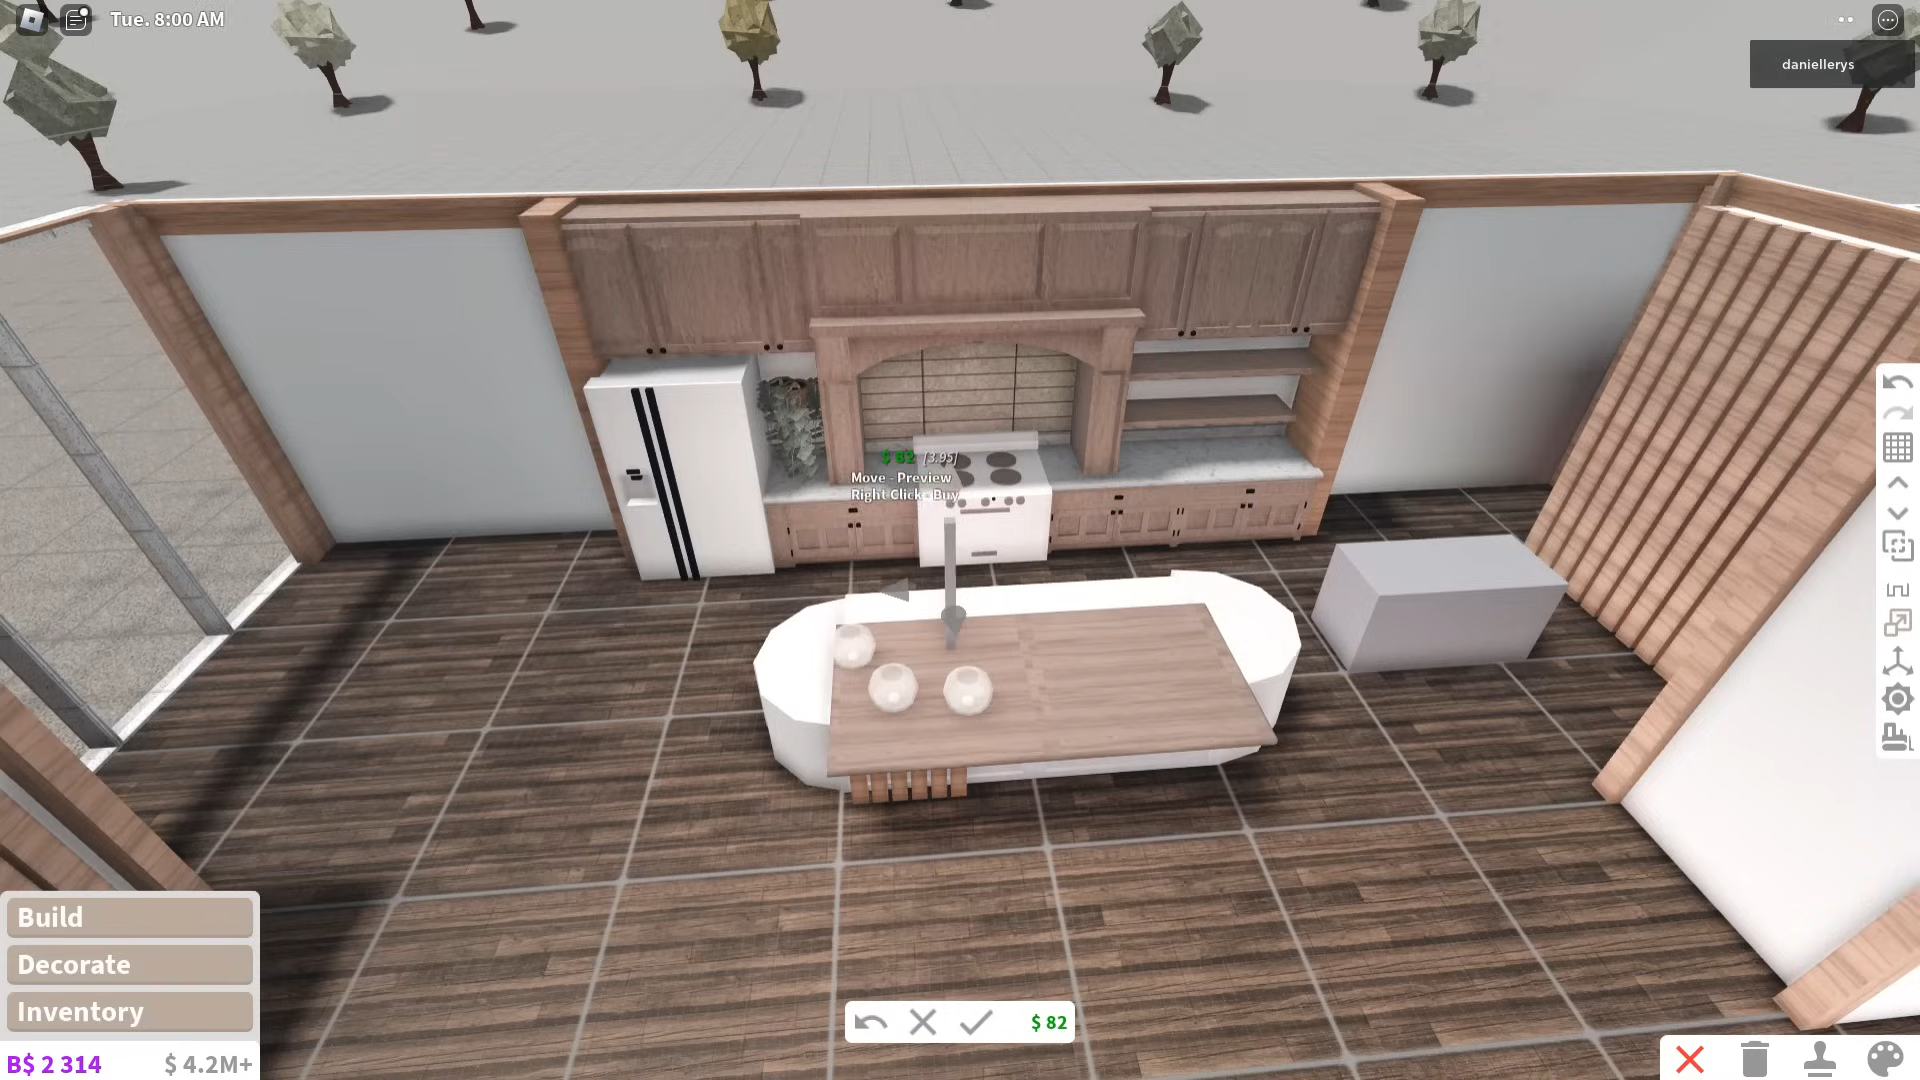 Tue. 8:00 AM
daniellerys
$ 82 [3.95]
Move - Preview
Right Click - Buy
Build
Decorate
Inventory
B$ 2 314
$ 4.2M+
$ 82